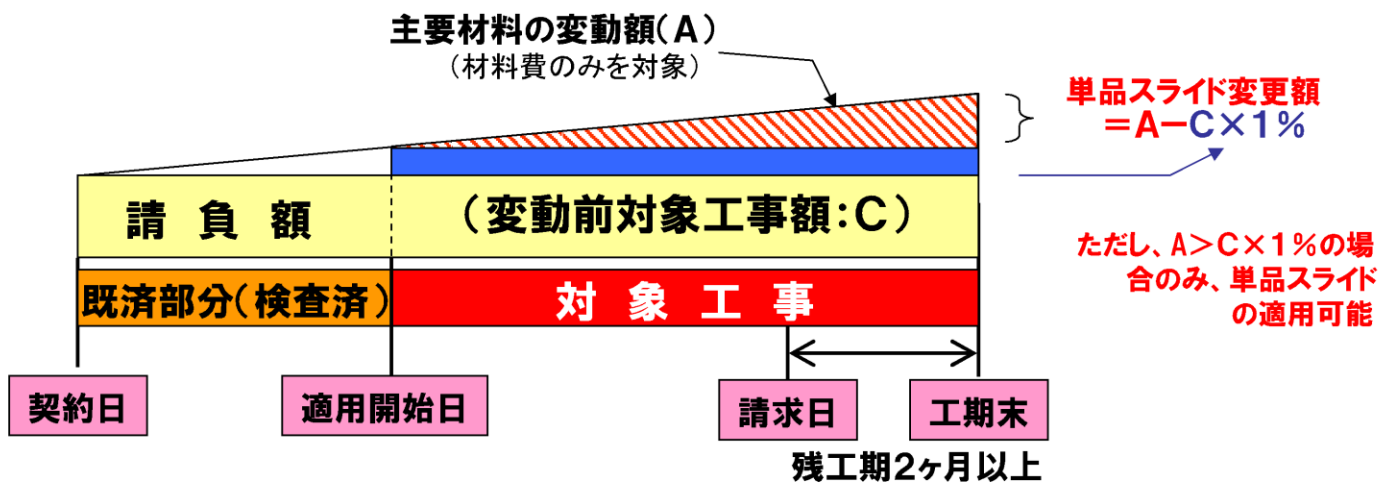 主要材料の変動額(A)
(材料費のみを対象)
単品スライド変更額
=A-C×1%
請負額
(変動前対象工事額:C)
ただし、A>C×1%の場
合のみ、単品スライド
の適用可能
既済部分(検査済)
対象工事
契約日
適用開始日
請求日
工期末
残工期2ヶ月以上